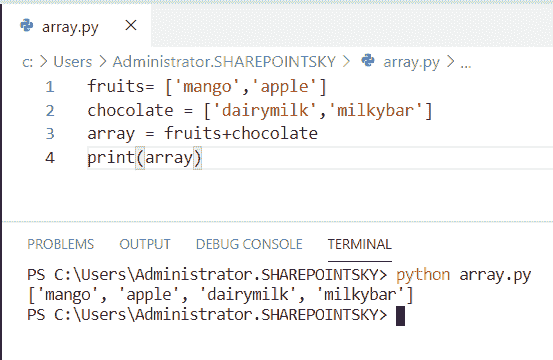 array.py
c: > Users > Administrator.SHAREPOINTSKY > array.py > ...
1 fruits= ['mango','apple']
2 chocolate = ['dairymilk','milkybar']
3 array = fruits+chocolate
4 print(array)
PROBLEMS OUTPUT DEBUG CONSOLE TERMINAL
PS C:\Users\Administrator.SHAREPOINTSKY> python array.py
['mango', 'apple', 'dairymilk', 'milkybar']
PS C:\Users\Administrator.SHAREPOINTSKY>